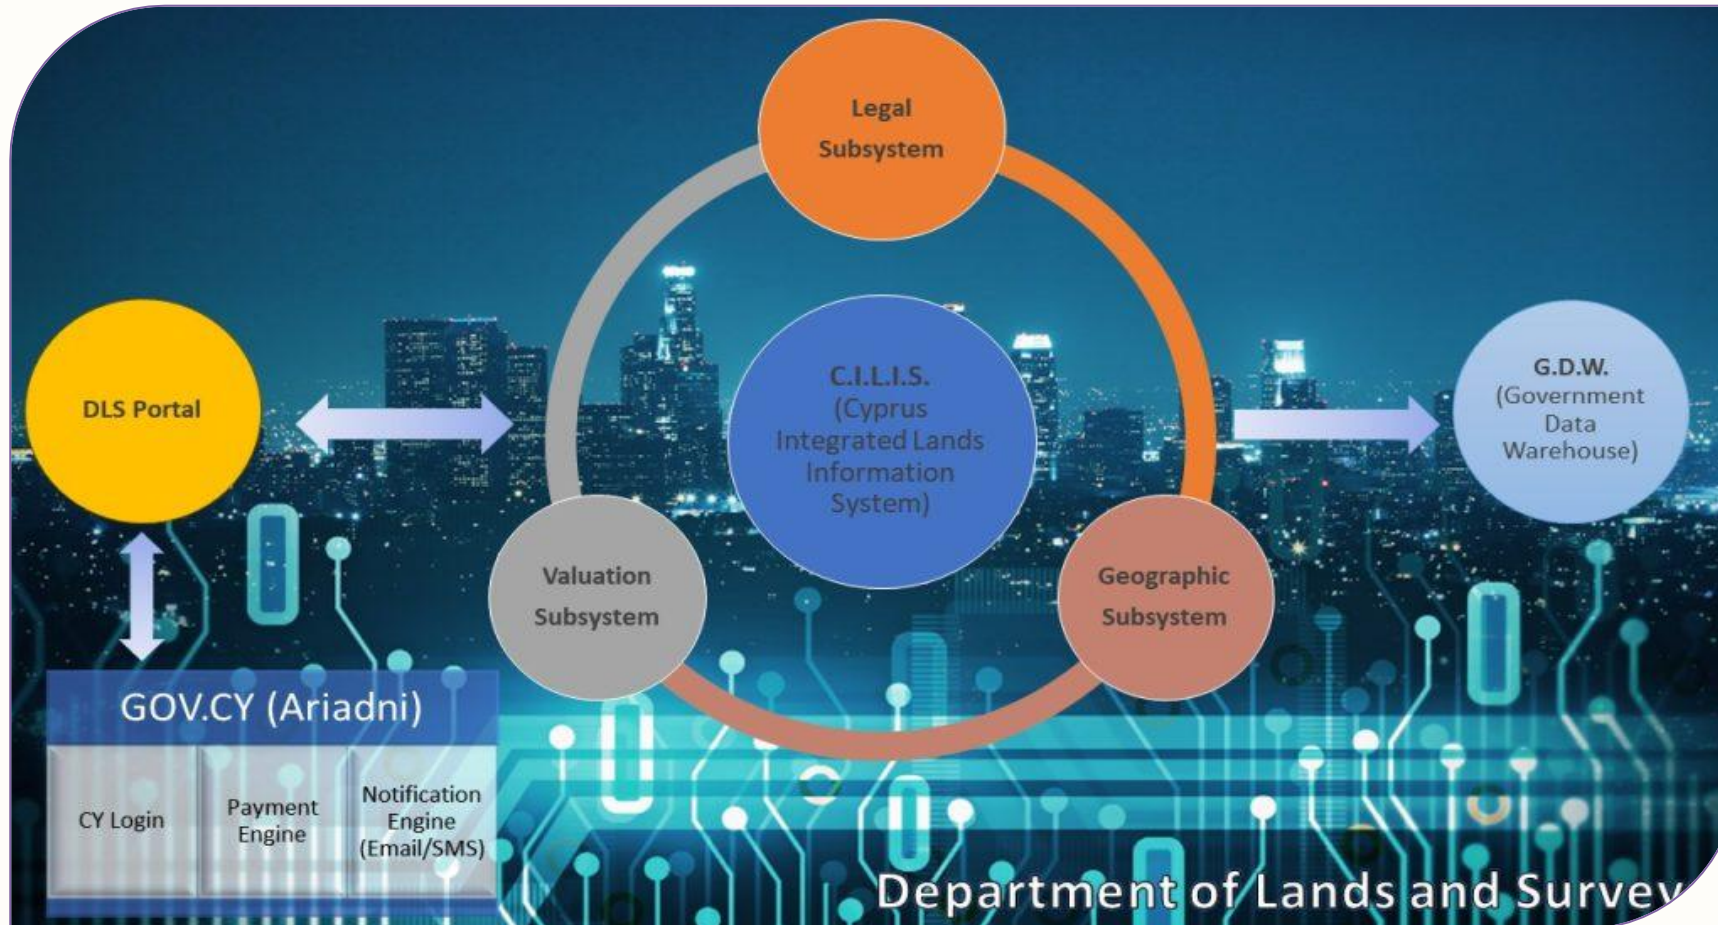 Legal
Subsystem
DLS Portal
C.I.L.I.S.
(Cyprus
Integrated Lands
Information
System)
G.D.W.
(Government
Data
Warehouse)
Valuation
Subsystem
Geographic
Subsystem
GOV.CY (Ariadni)
CY Login
Payment
Engine
Notification
Engine
(Email/SMS)
Department of Lands and Survey